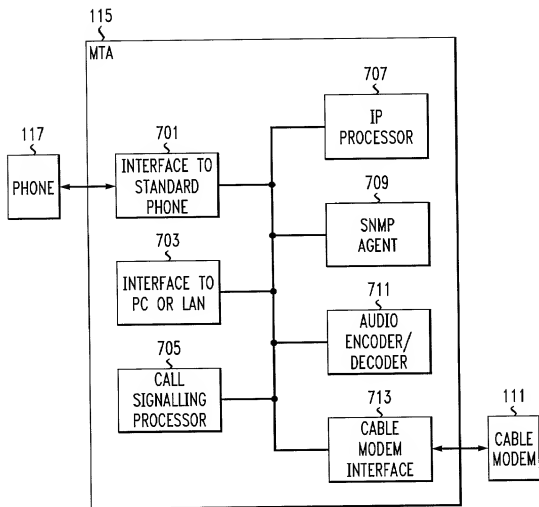 115
MTA
707
IP
PROCESSOR
117
PHONE
701
INTERFACE TO
STANDARD
PHONE
709
SNMP
AGENT
703
INTERFACE TO
PC OR LAN
711
AUDIO
ENCODER/
DECODER
705
CALL
SIGNALLING
PROCESSOR
713
CABLE
MODEM
INTERFACE
111
CABLE
MODEM